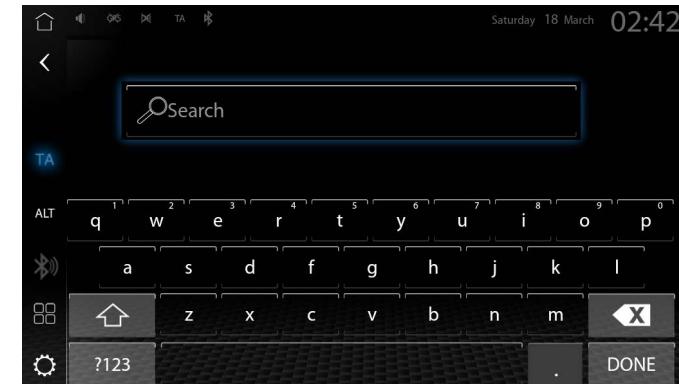 TA Saturday 18 March 02:42
Search
TA
ALT
1 2 3 4 5 6 7 8 9 0
q w e r t y u i o p
a s d f g h j k l
z x c v b n m X
?123 . DONE